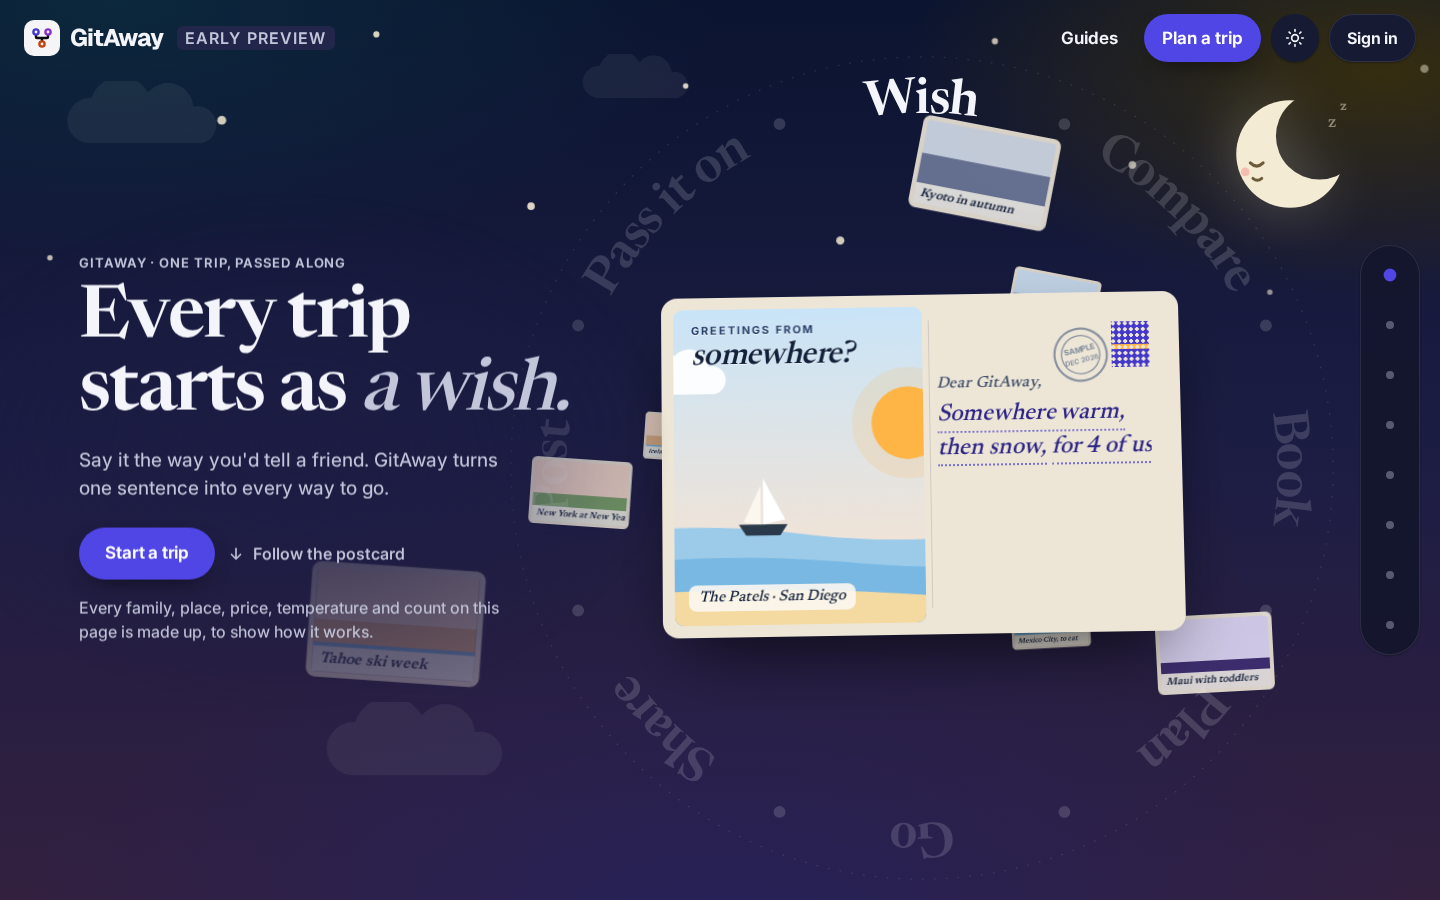 GitAway
EARLY PREVIEW
Guides
Plan a trip
Sign in
Wish
Compare
Book
Plan
Go
Share
Pass it on
z
z
Kyoto in autumn
GITAWAY · ONE TRIP, PASSED ALONG
Every trip
starts as a wish.
Say it the way you'd tell a friend. GitAway turns
one sentence into every way to go.
Start a trip
↓ Follow the postcard
Every family, place, price, temperature and count on this
page is made up, to show how it works.
New York at New Yea
Tahoe ski week
GREETINGS FROM
somewhere?
The Patels · San Diego
SAMPLE
DEC 2026
Dear GitAway,
Somewhere warm,
then snow, for 4 of us
Mexico City, to eat
Maui with toddlers